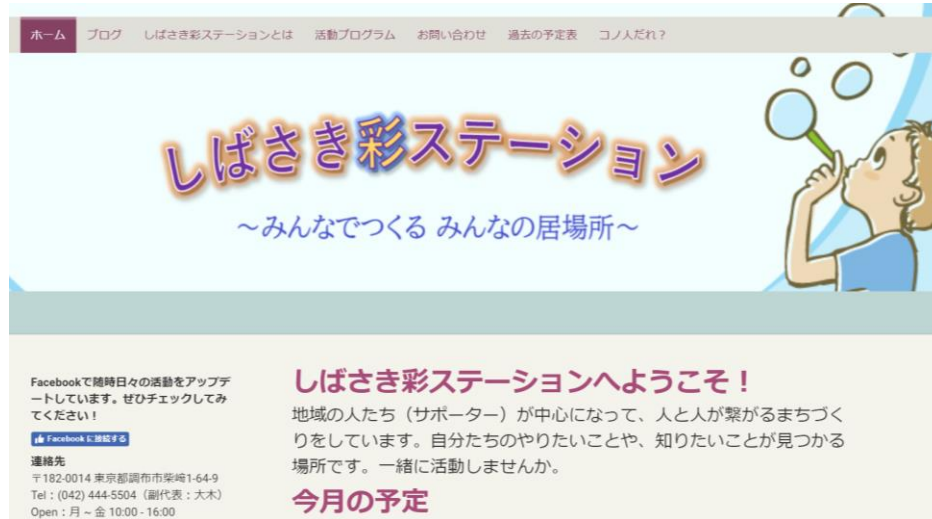 ホーム ブログ しばさき彩ステーションとは 活動プログラム お問い合わせ 過去の予定表 コノ人だれ？
しばさき彩ステーション
～みんなでつくる みんなの居場所～
Facebookで随時日々の活動をアップデ
ートしています。ぜひチェックしてみ
てください！
Facebook に接続する
連絡先
〒182-0014 東京都調布市柴崎1-64-9
Tel：(042) 444-5504（副代表：大木）
Open：月 ~ 金 10:00 - 16:00
しばさき彩ステーションへようこそ！
地域の人たち（サポーター）が中心になって、人と人が繋がるまちづく
りをしています。自分たちのやりたいことや、知りたいことが見つかる
場所です。一緒に活動しませんか。
今月の予定